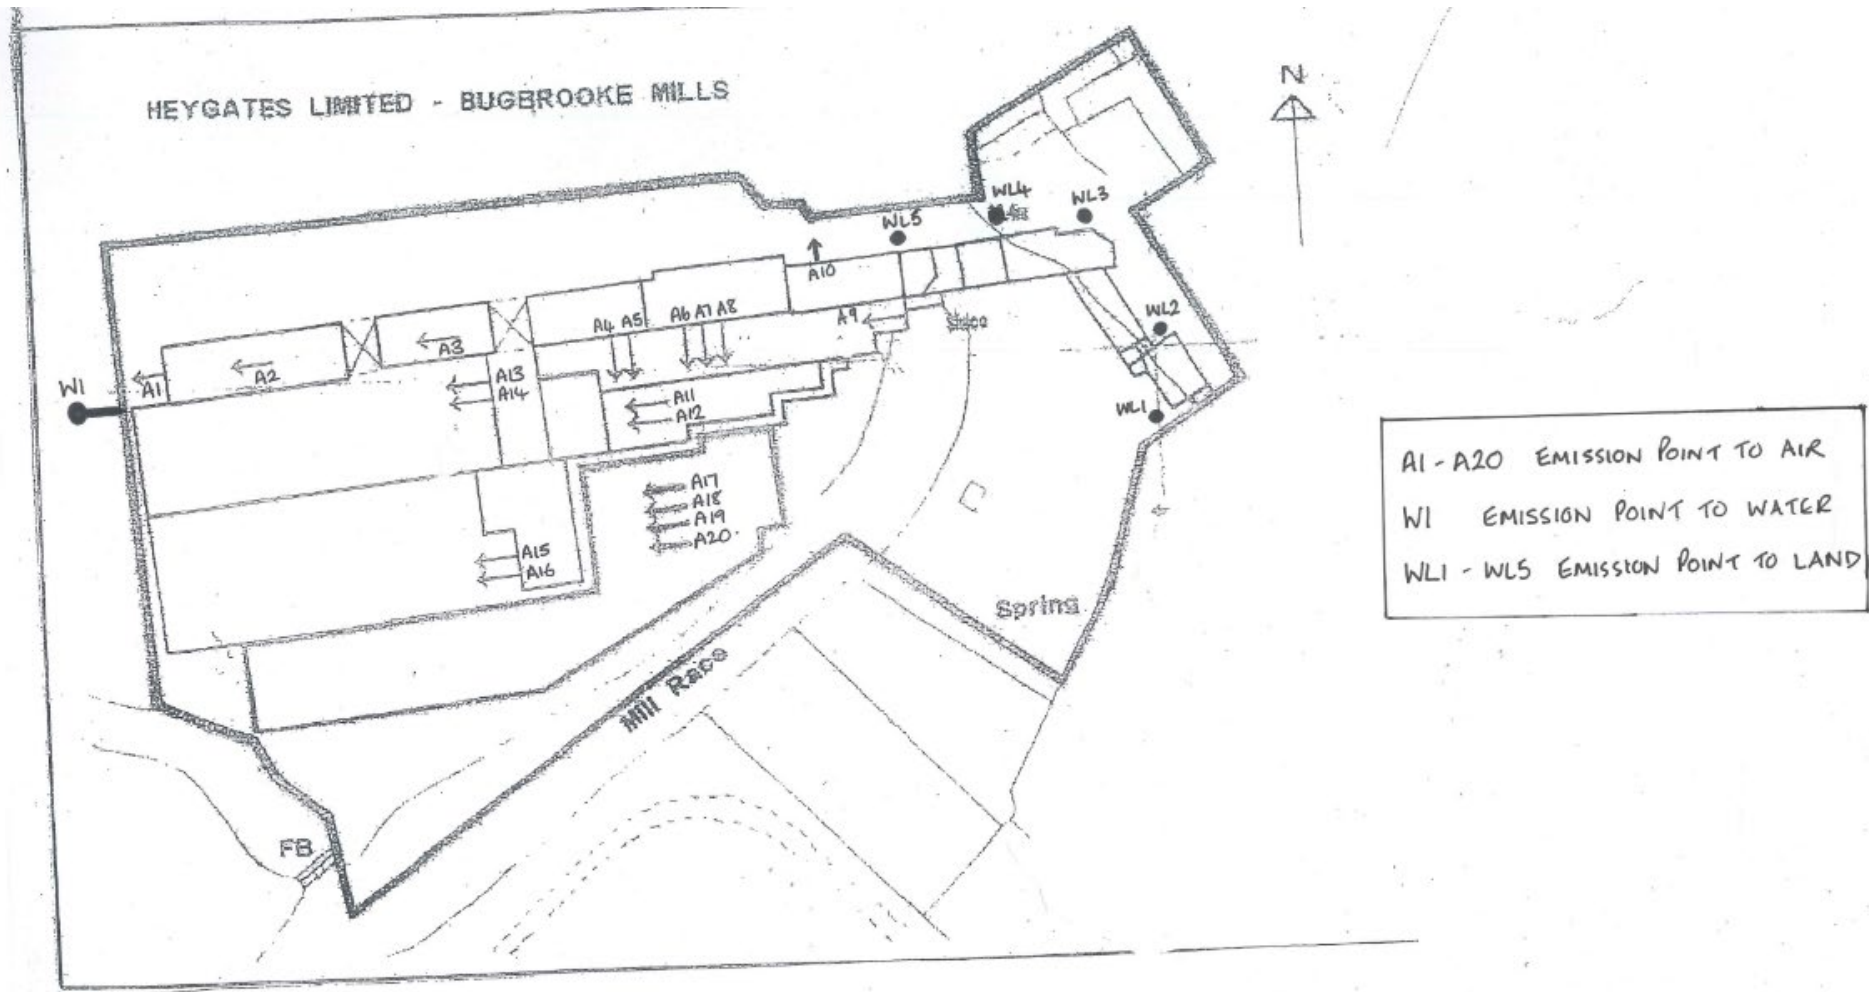 HEYGATES LIMITED - BUGBROOKE MILLS
N
WL4
WL3
WL5
A10
A4 A5
A6 A7 A8
A9
WL2
A3
A2
A1
W1
A13
A14
A11
A12
WL1
A17
A18
A19
A20
A15
A16
Spring
Mill Race
FB
A1 - A20 EMISSION POINT TO AIR
W1 EMISSION POINT TO WATER
WL1 - WL5 EMISSION POINT TO LAND